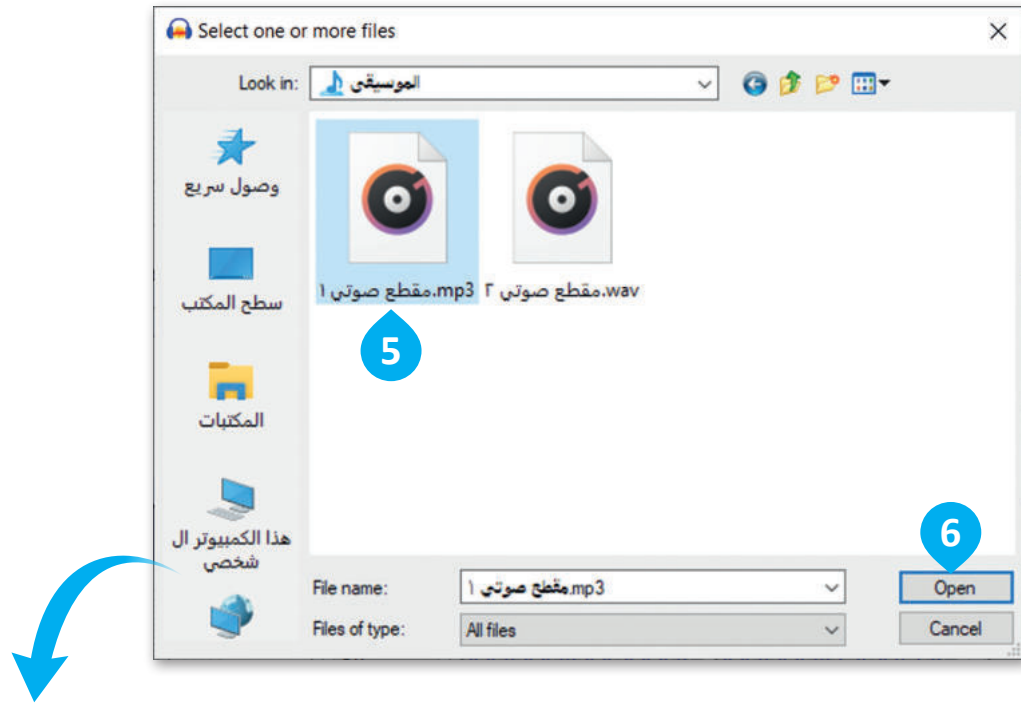 Select one or more files
Look in: الموسيقى
وصول سريع
سطح المكتب
المكتبات
هذا الكمبيوتر ال
شخصي
مقطع صوتي ١.mp3
مقطع صوتي ٢.wav
5
6
File name: مقطع صوتي ١.mp3
Open
Files of type: All files
Cancel